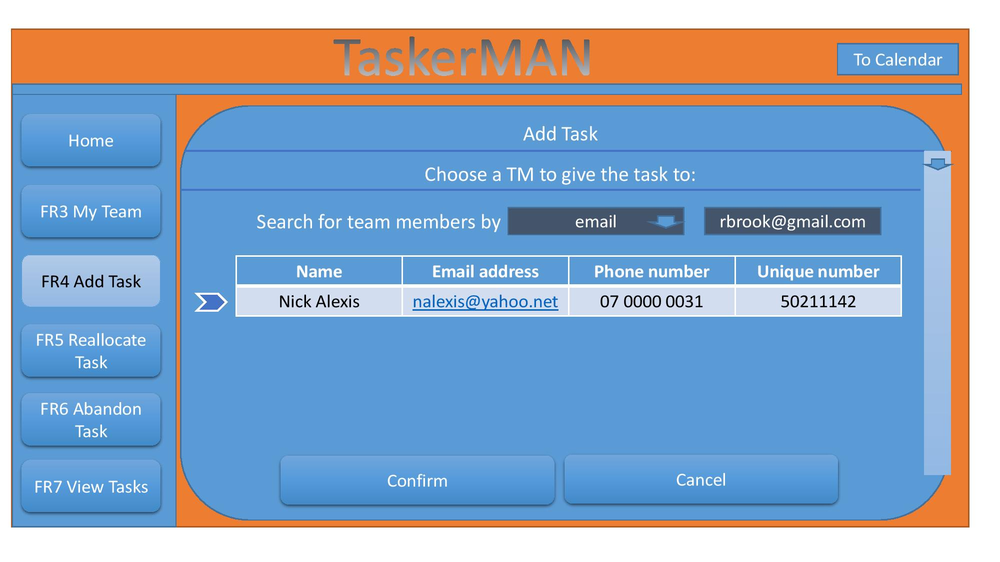 TaskerMAN
To Calendar
Home
FR3 My Team
FR4 Add Task
FR5 Reallocate
Task
FR6 Abandon
Task
FR7 View Tasks
Add Task
Choose a TM to give the task to:
Search for team members by email rbrook@gmail.com
Name Email address Phone number Unique number
Nick Alexis nalexis@yahoo.net 07 0000 0031 50211142
Confirm Cancel